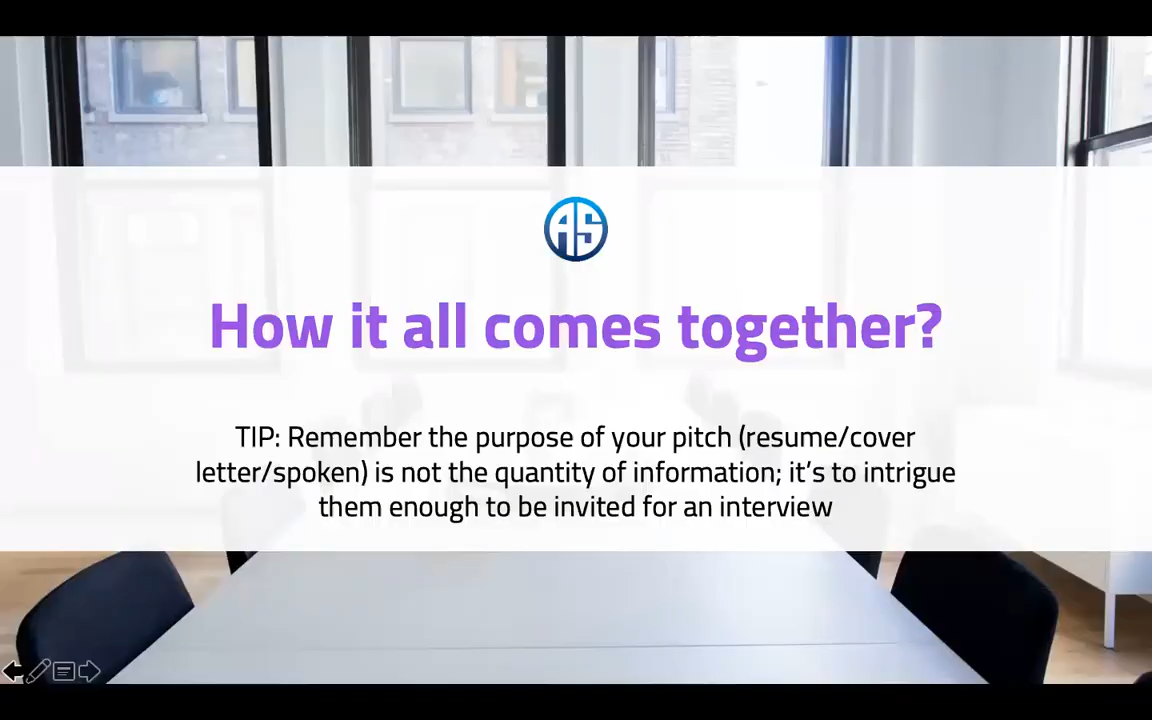 AS
How it all comes together?
TIP: Remember the purpose of your pitch (resume/cover
letter/spoken) is not the quantity of information; it’s to intrigue
them enough to be invited for an interview